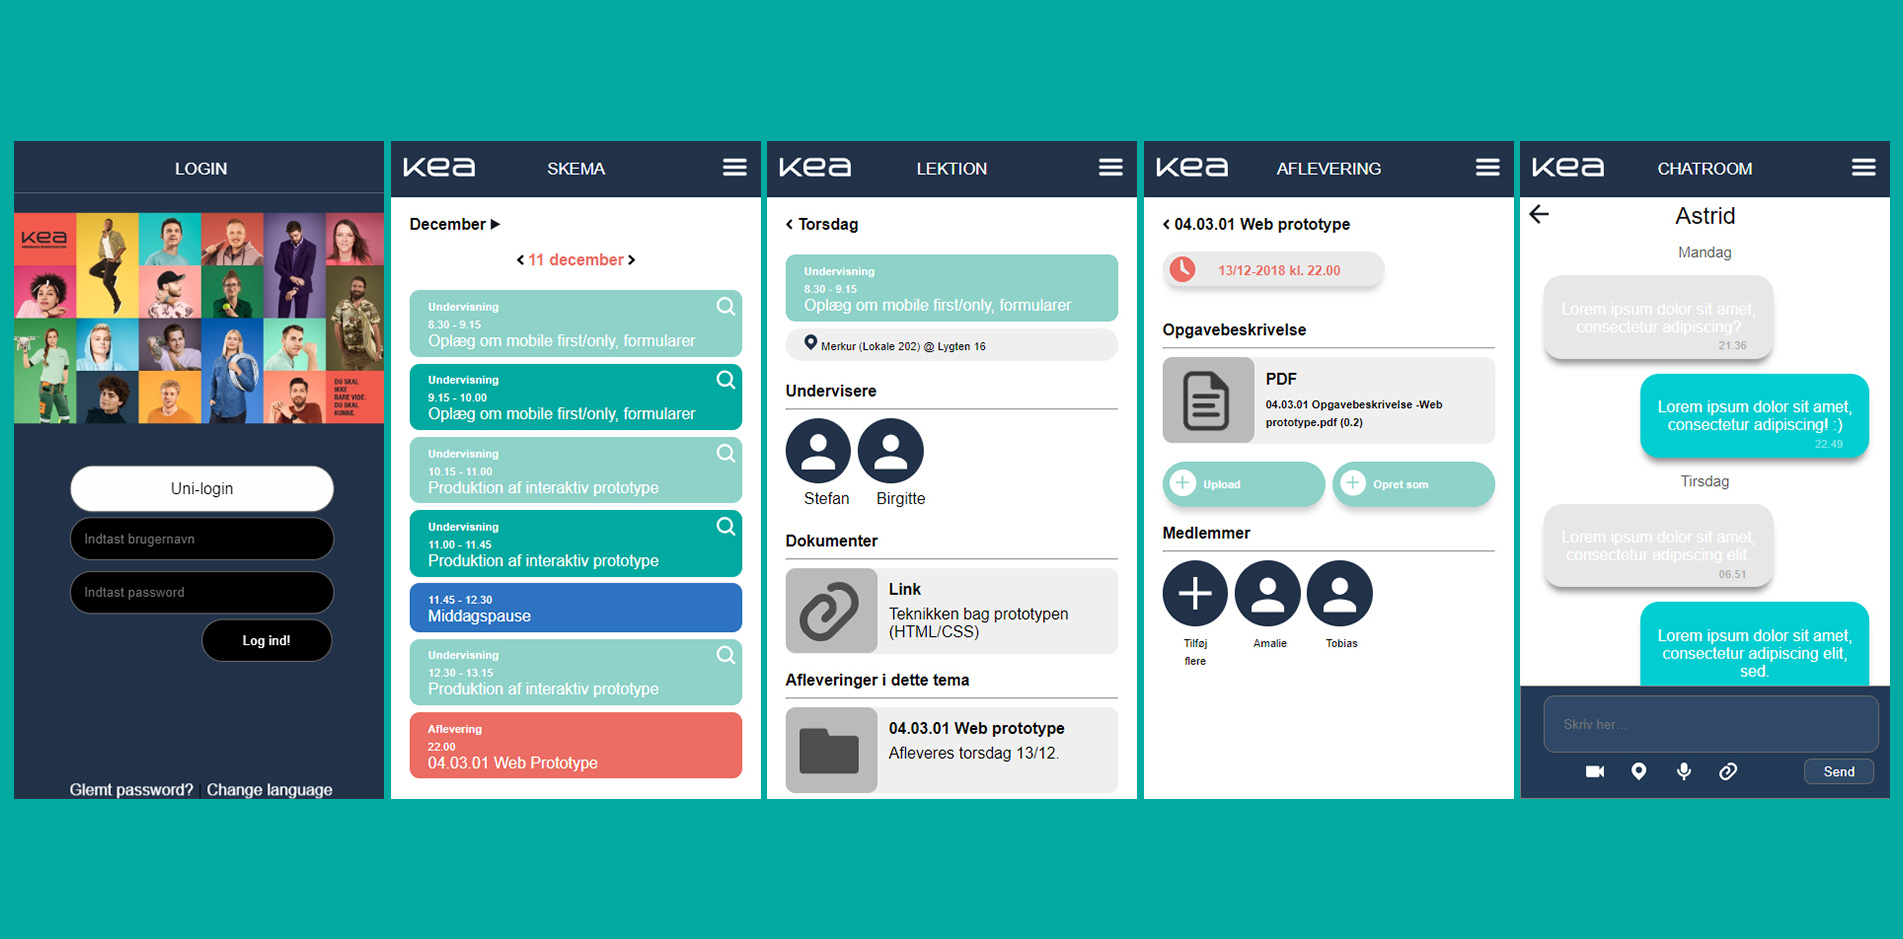 LOGIN
kea
DU SKAL
IKKE
BARE VIDE.
DU SKAL
KUNNE.
Uni-login
Indtast brugernavn
Indtast password
Log ind!
Glemt password? | Change language
kea SKEMA
December
11 december
Undervisning
8.30 - 9.15
Oplæg om mobile first/only, formularer
Undervisning
9.15 - 10.00
Oplæg om mobile first/only, formularer
Undervisning
10.15 - 11.00
Produktion af interaktiv prototype
Undervisning
11.00 - 11.45
Produktion af interaktiv prototype
11.45 - 12.30
Middagspause
Undervisning
12.30 - 13.15
Produktion af interaktiv prototype
Aflevering
22.00
04.03.01 Web Prototype
kea LEKTION
Torsdag
Undervisning
8.30 - 9.15
Oplæg om mobile first/only, formularer
Merkur (Lokale 202) @ Lygten 16
Undervisere
Stefan Birgitte
Dokumenter
Link
Teknikken bag prototypen
(HTML/CSS)
Afleveringer i dette tema
04.03.01 Web prototype
Afleveres torsdag 13/12.
kea AFLEVERING
04.03.01 Web prototype
13/12-2018 kl. 22.00
Opgavebeskrivelse
PDF
04.03.01 Opgavebeskrivelse -Web
prototype.pdf (0.2)
Upload Opret som
Medlemmer
Tilføj Amalie Tobias
flere
kea CHATROOM
Astrid
Mandag
Lorem ipsum dolor sit amet,
consectetur adipiscing?
21.36
Lorem ipsum dolor sit amet,
consectetur adipiscing! :)
22.49
Tirsdag
Lorem ipsum dolor sit amet,
consectetur adipiscing elit.
06.51
Lorem ipsum dolor sit amet,
consectetur adipiscing elit,
sed.
Skriv her...
Send